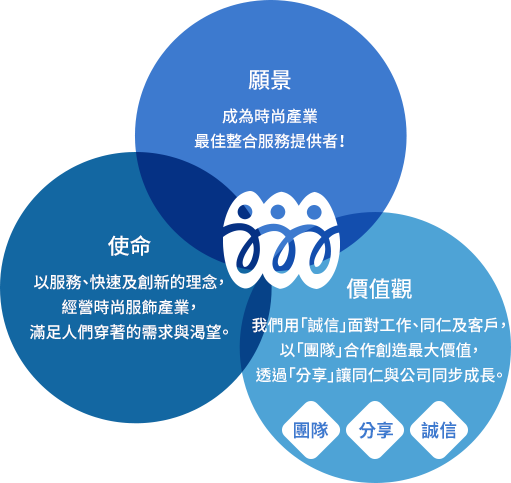 願景
成為時尚產業
最佳整合服務提供者!
使命
以服務、快速及創新的理念,
經營時尚服飾產業,
滿足人們穿著的需求與渴望。
價值觀
我們用「誠信」面對工作、同仁及客戶,
以「團隊」合作創造最大價值,
透過「分享」讓同仁與公司同步成長。
團隊
分享
誠信